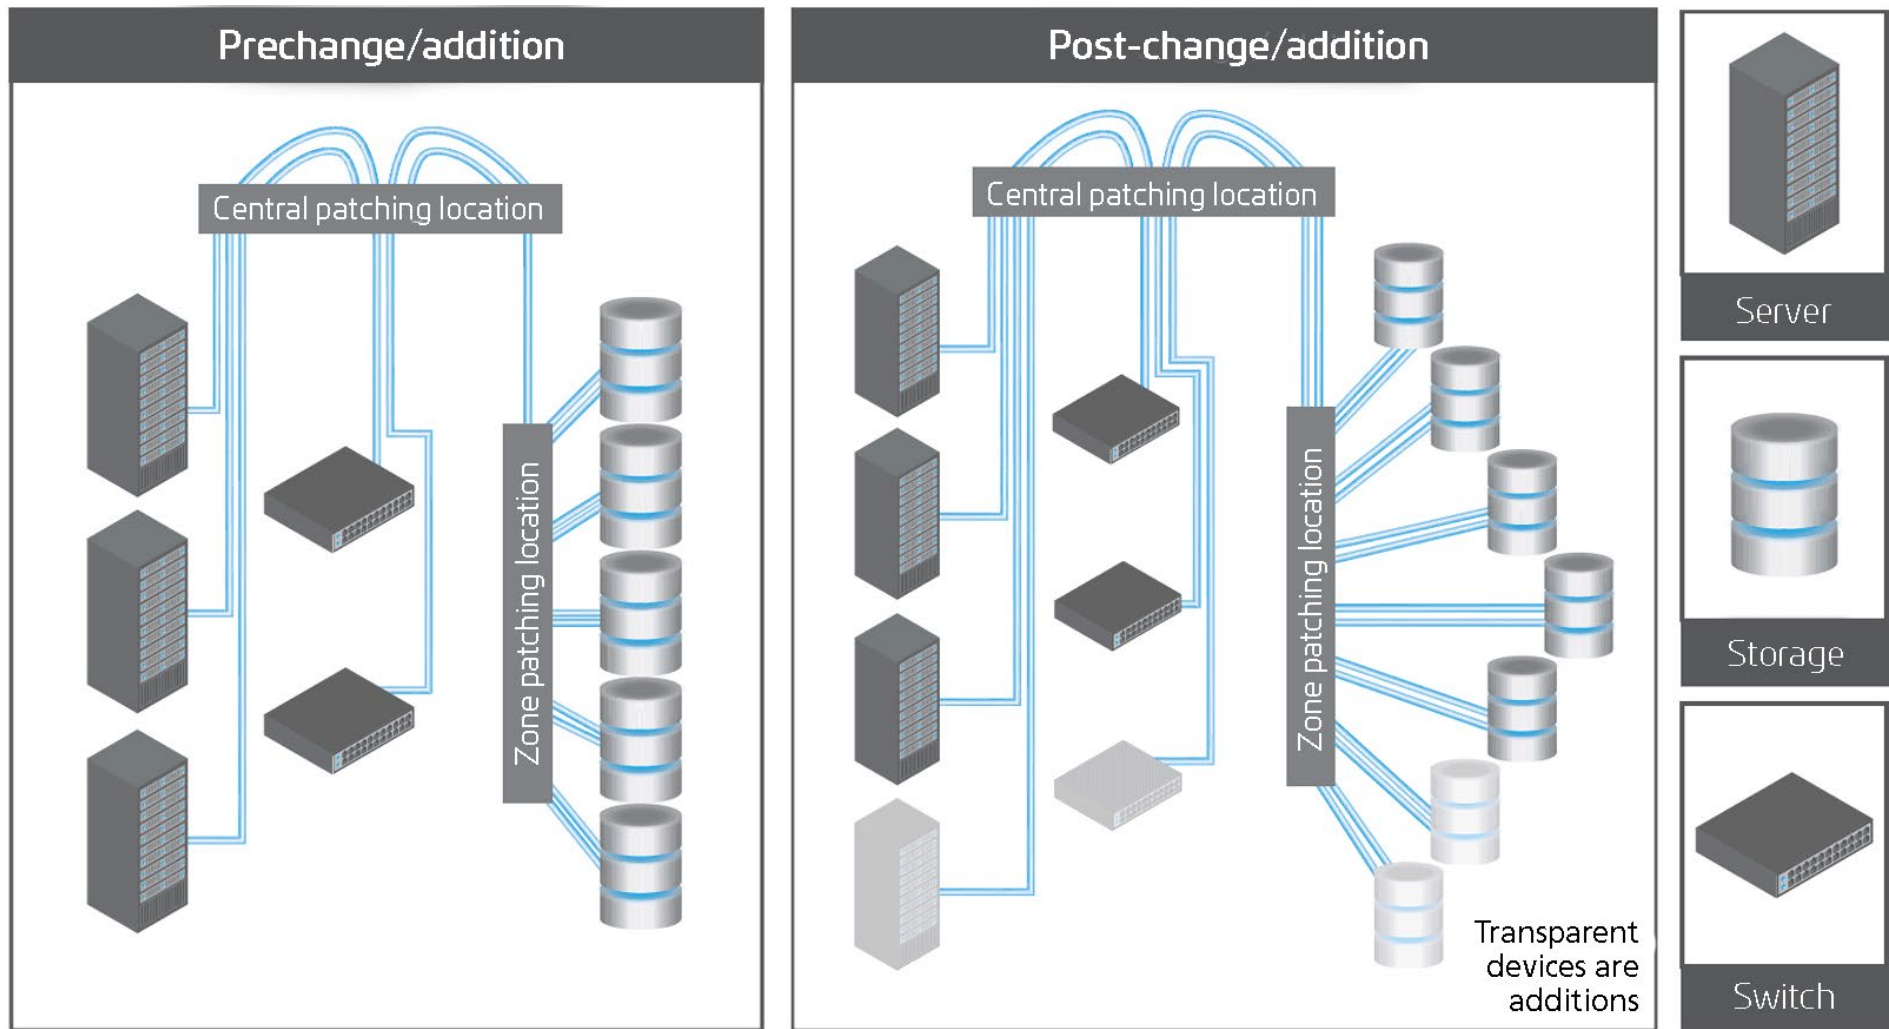 Prechange/addition
Central patching location
Zone patching location
Post-change/addition
Central patching location
Zone patching location
Transparent
devices are
additions
Server
Storage
Switch